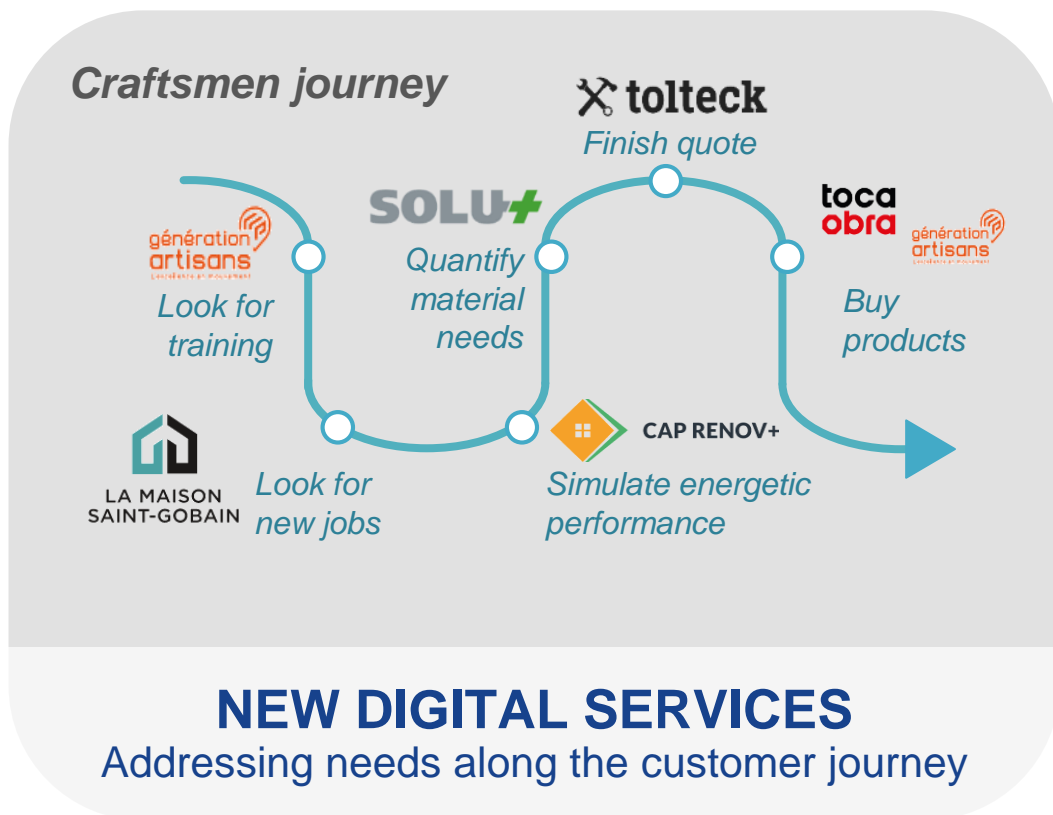 Craftsmen journey
tolteck
Finish quote
génération
artisans
Look for
training
SOLU+
Quantify
material
needs
toca
obra
génération
artisans
Buy
products
LA MAISON
SAINT-GOBAIN
Look for
new jobs
CAP RENOV+
Simulate energetic
performance
NEW DIGITAL SERVICES
Addressing needs along the customer journey